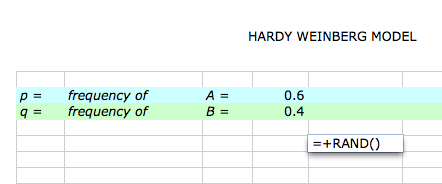 HARDY WEINBERG MODEL
p = frequency of A = 0.6
q = frequency of B = 0.4
=+RAND()